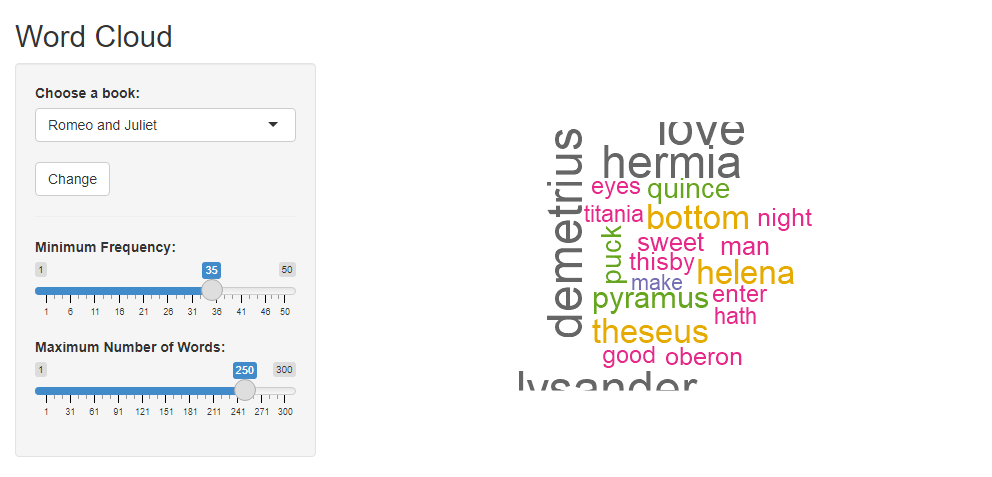 Word Cloud
Choose a book:
Romeo and Juliet
Change
Minimum Frequency:
1 35 50
1 6 11 16 21 26 31 36 41 46 50
Maximum Number of Words:
1 250 300
1 31 61 91 121 151 181 211 241 271 300
love
hermia
demetrius
eyes quince
titania bottom night
puck sweet man
thisby helena
make
pyramus enter
hath
theseus
good oberon
lysander